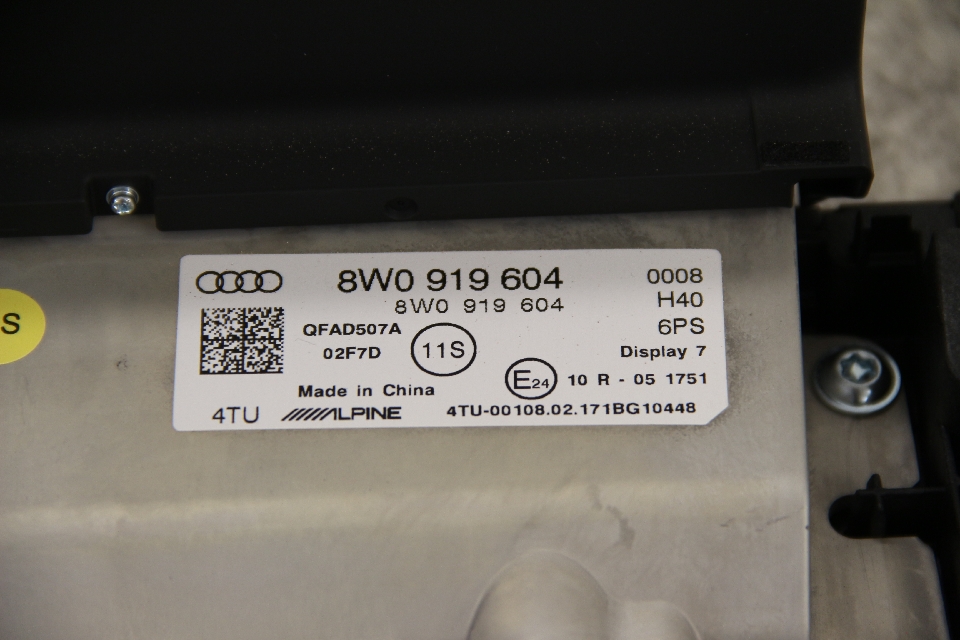 8W0 919 604
0008
8W0 919 604
H40
QFAD507A
6PS
02F7D
11S
Display 7
E24
10 R - 05 1751
Made in China
4TU
ALPINE
4TU-00108.02.171BG10448
S